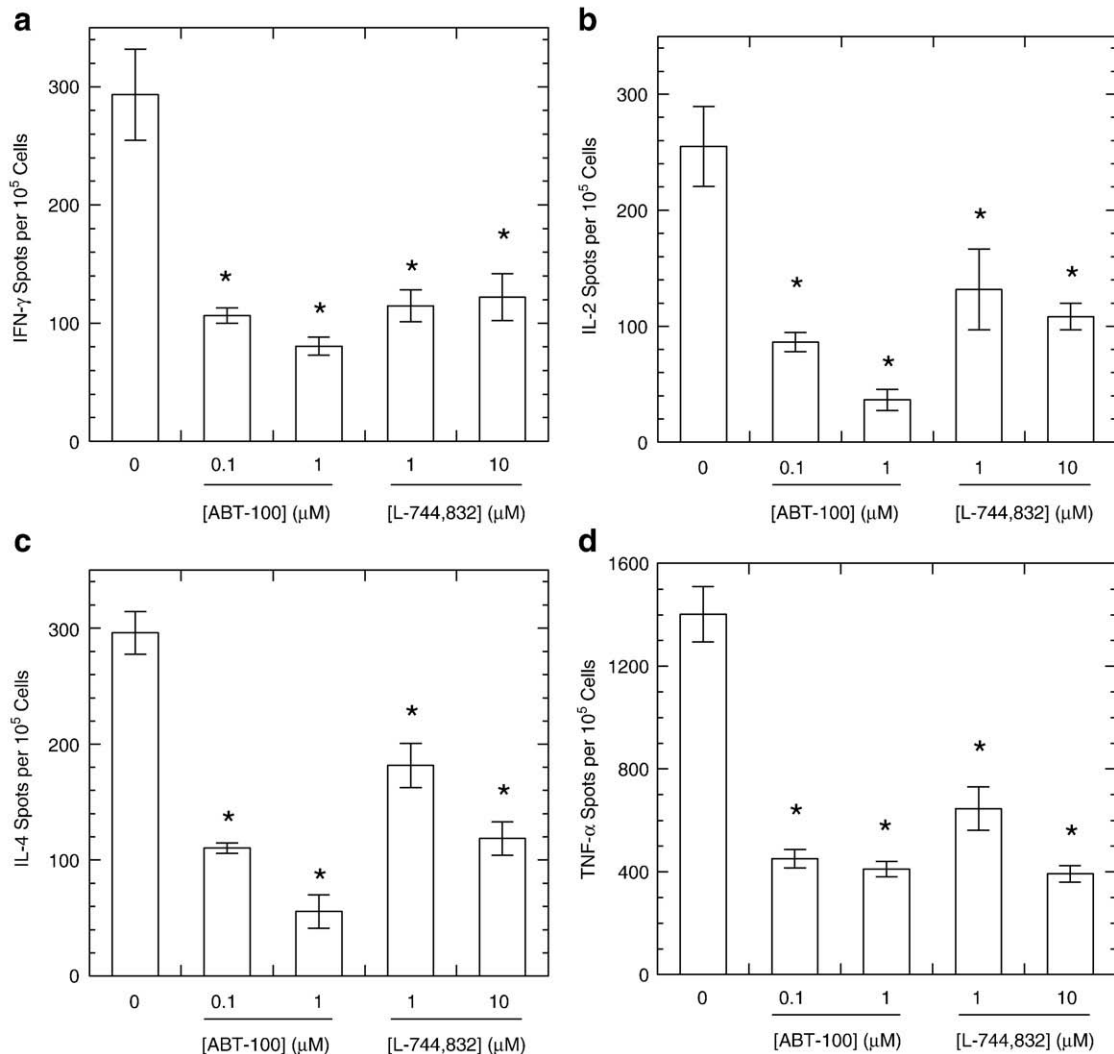 a
IFN-γ Spots per 10⁵ Cells
300
200
100
0
*
*
*
*
0 0.1 1 1 10
[ABT-100] (μM) [L-744,832] (μM)
b
IL-2 Spots per 10⁵ Cells
300
200
100
0
*
*
*
*
0 0.1 1 1 10
[ABT-100] (μM) [L-744,832] (μM)
c
IL-4 Spots per 10⁵ Cells
300
200
100
0
*
*
*
*
0 0.1 1 1 10
[ABT-100] (μM) [L-744,832] (μM)
d
TNF-α Spots per 10⁵ Cells
1600
1200
800
400
0
*
*
*
*
0 0.1 1 1 10
[ABT-100] (μM) [L-744,832] (μM)